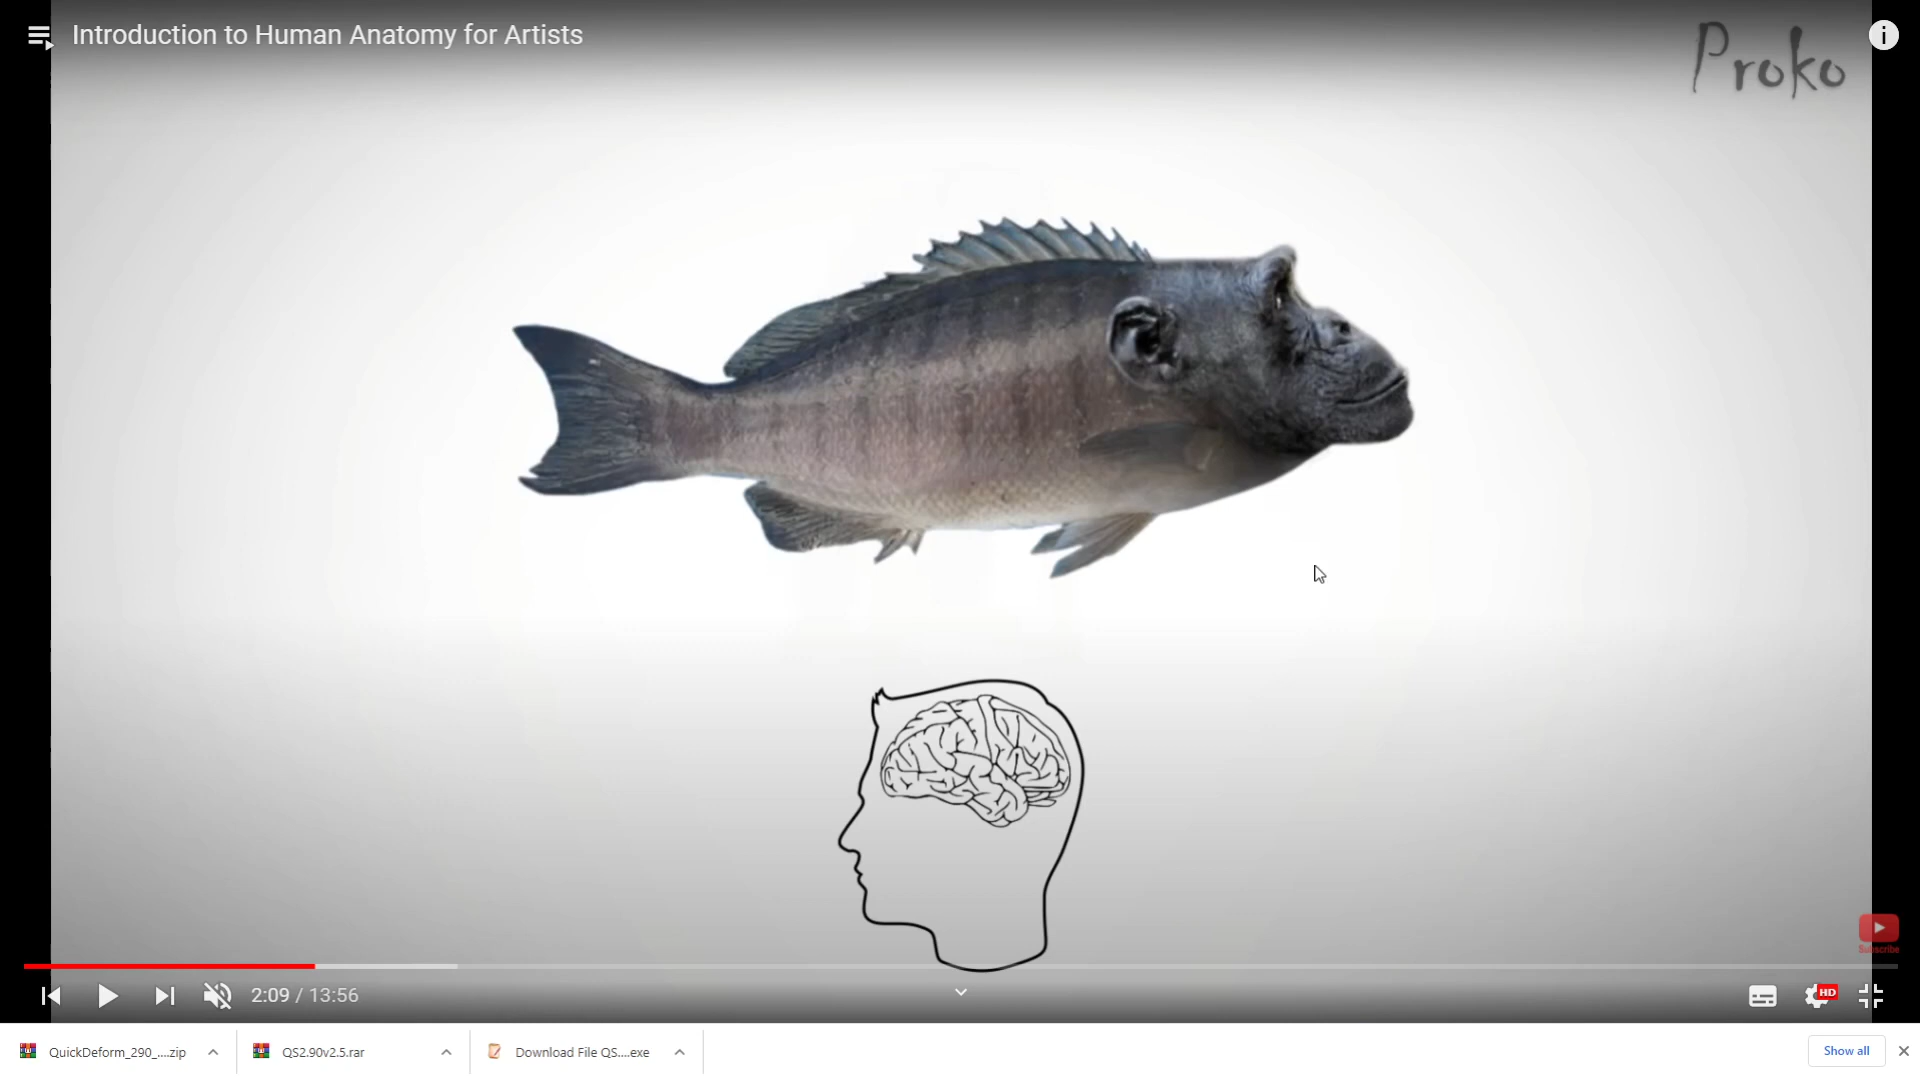 Introduction to Human Anatomy for Artists
Proko
Subscribe
2:09 / 13:56
HD
QuickDeform_290_....zip
QS2.90v2.5.rar
Download File QS....exe
Show all